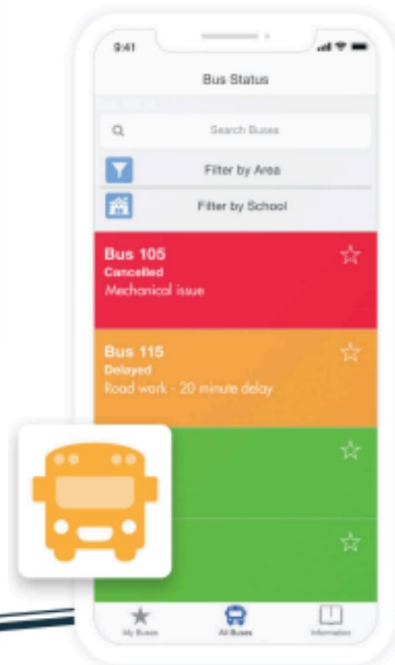 9:41
Bus Status
Search Buses
Filter by Area
Filter by School
Bus 105
Cancelled
Mechanical issue
Bus 115
Delayed
Road work - 20 minute delay
My Buses
All Buses
Information